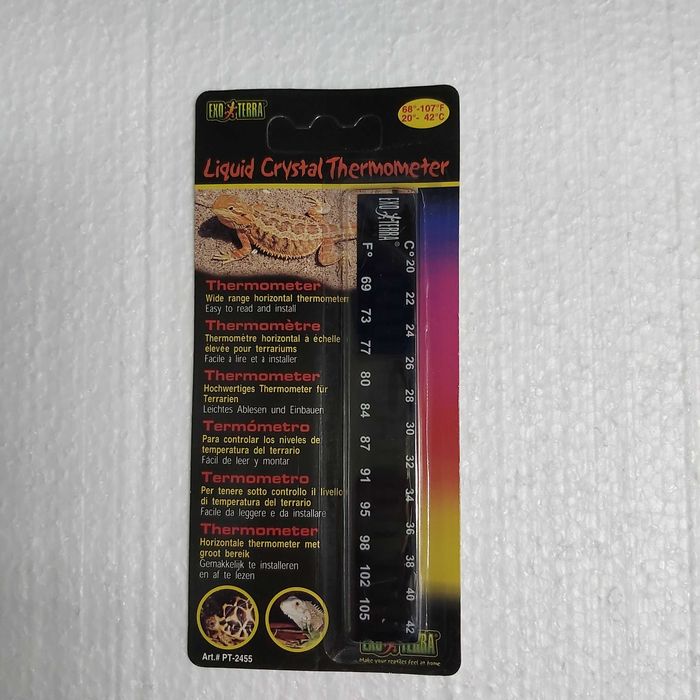 EXO TERRA
68°-107°F
20°- 42°C
Liquid Crystal Thermometer
Thermometer
Wide range horizontal thermometer
Easy to read and install
Thermomètre
Thermomètre horizontal à échelle
élevée pour terrariums
Facile à lire et à installer
Thermometer
Hochwertiges Thermometer für
Terrarien
Leichtes Ablesen und Einbauen
Termómetro
Para controlar los niveles de
temperatura del terrario
Fácil de leer y montar
Termometro
Per tenere sotto controllo il livello
di temperatura del terrario
Facile da leggere e da installare
Thermometer
Horizontale thermometer met
groot bereik
Gemakkelijk te installeren
en af te lezen
Art.# PT-2455
EXO TERRA®
C° 20 22 24 26 28 30 32 34 36 38 40 42
F° 69 73 77 80 84 87 91 95 98 102 105
EXO TERRA
Make your reptiles feel at home